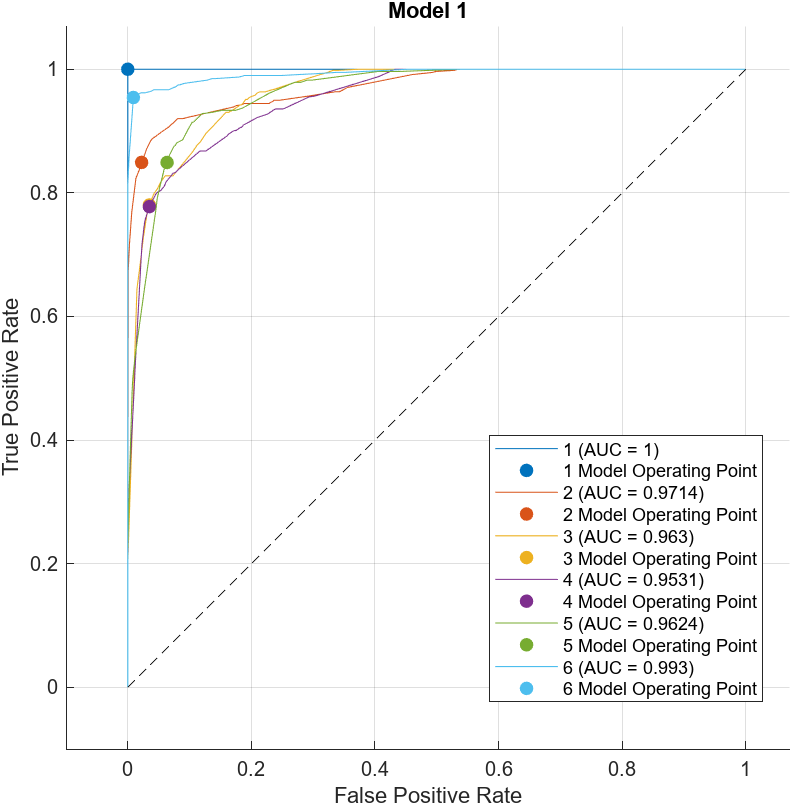 Model 1
True Positive Rate
1
0.8
0.6
0.4
0.2
0
1 (AUC = 1)
1 Model Operating Point
2 (AUC = 0.9714)
2 Model Operating Point
3 (AUC = 0.963)
3 Model Operating Point
4 (AUC = 0.9531)
4 Model Operating Point
5 (AUC = 0.9624)
5 Model Operating Point
6 (AUC = 0.993)
6 Model Operating Point
0 0.2 0.4 0.6 0.8 1
False Positive Rate